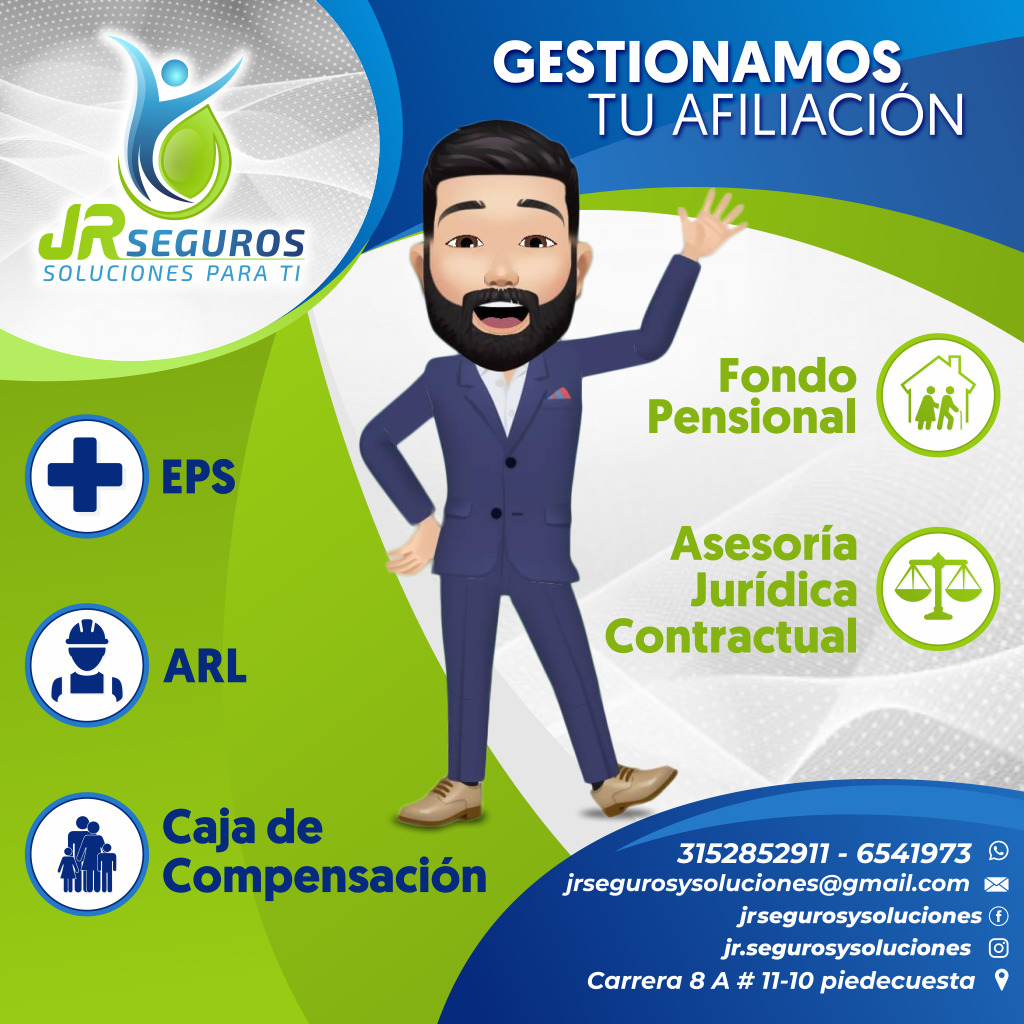 JR SEGUROS
SOLUCIONES PARA TI
GESTIONAMOS
TU AFILIACIÓN
EPS
ARL
Caja de
Compensación
Fondo
Pensional
Asesoría
Jurídica
Contractual
3152852911 - 6541973
jrsegurosysoluciones@gmail.com
jrsegurosysoluciones
jr.segurosysoluciones
Carrera 8 A # 11-10 piedecuesta